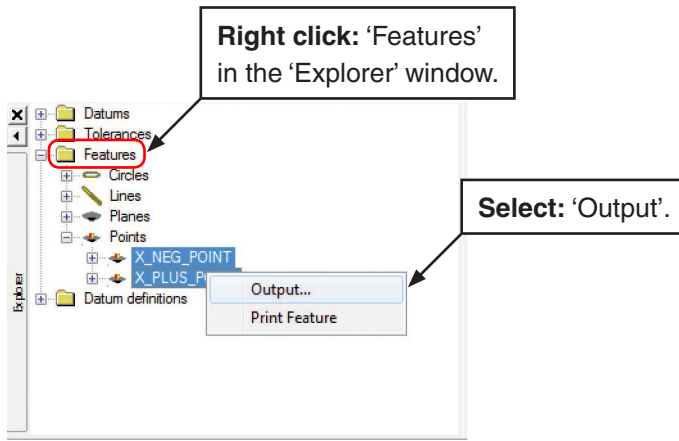 Right click: ‘Features’
in the ‘Explorer’ window.
Datums
Tolerances
Features
Circles
Lines
Planes
Points
X_NEG_POINT
X_PLUS_P
Datum definitions
Explorer
Output...
Print Feature
Select: ‘Output’.